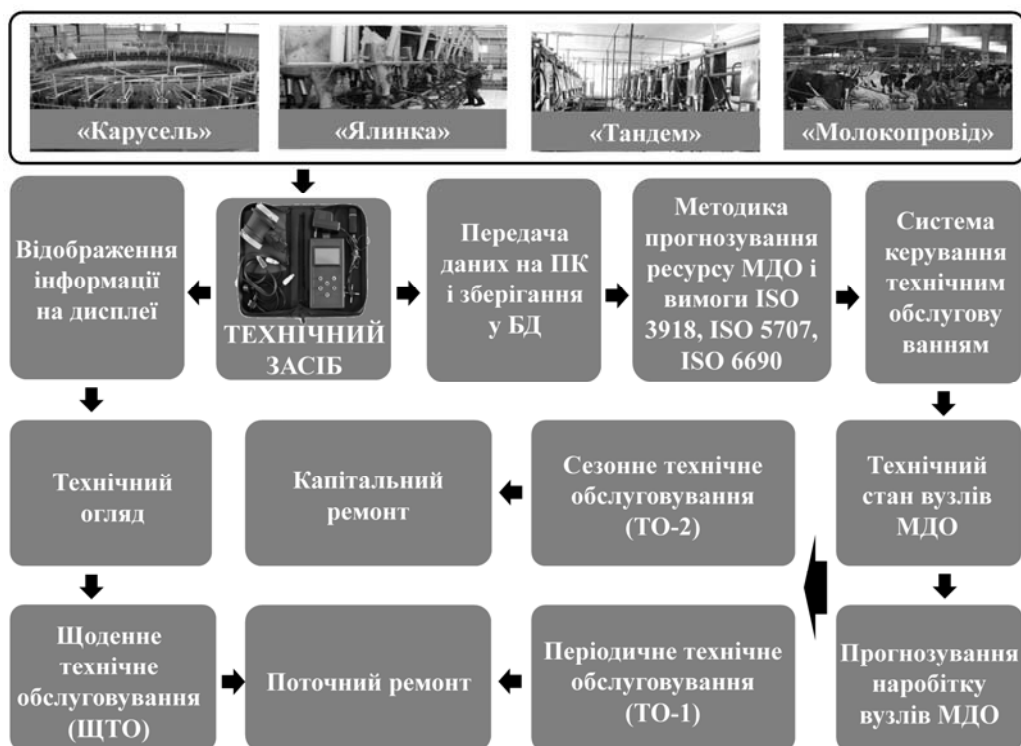 «Карусель»
«Ялинка»
«Тандем»
«Молокопровід»
Відображення
інформації
на дисплеї
ТЕХНІЧНИЙ
ЗАСІБ
Передача
даних на ПК
і зберігання
у БД
Методика
прогнозування
ресурсу МДО і
вимоги ISO
3918, ISO 5707,
ISO 6690
Система
керування
технічним
обслугову
ванням
Технічний
огляд
Капітальний
ремонт
Сезонне технічне
обслуговування
(ТО-2)
Технічний
стан вузлів
МДО
Щоденне
технічне
обслуговування
(ЩТО)
Поточний ремонт
Періодичне технічне
обслуговування
(ТО-1)
Прогнозування
наробітку
вузлів МДО